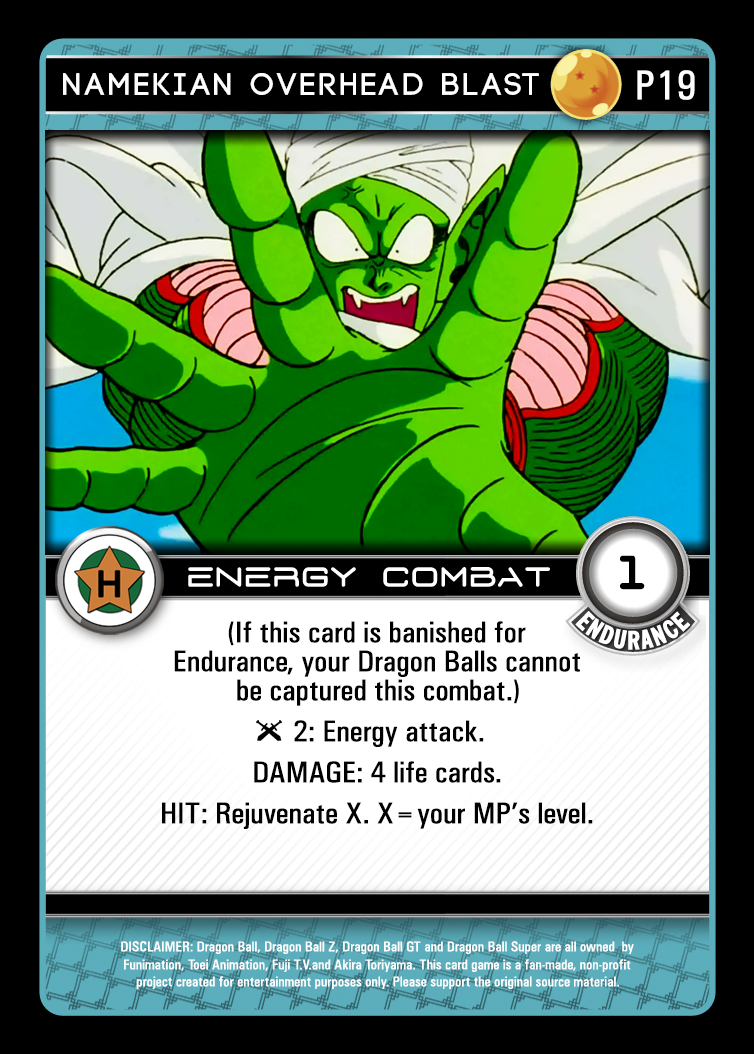 NAMEKIAN OVERHEAD BLAST P19
H ENERGY COMBAT 1
ENDURANCE
(If this card is banished for
Endurance, your Dragon Balls cannot
be captured this combat.)
2: Energy attack.
DAMAGE: 4 life cards.
HIT: Rejuvenate X. X = your MP's level.
DISCLAIMER: Dragon Ball, Dragon Ball Z, Dragon Ball GT and Dragon Ball Super are all owned by
Funimation, Toei Animation, Fuji T.V.and Akira Toriyama. This card game is a fan-made, non-profit
project created for entertainment purposes only. Please support the original source material.